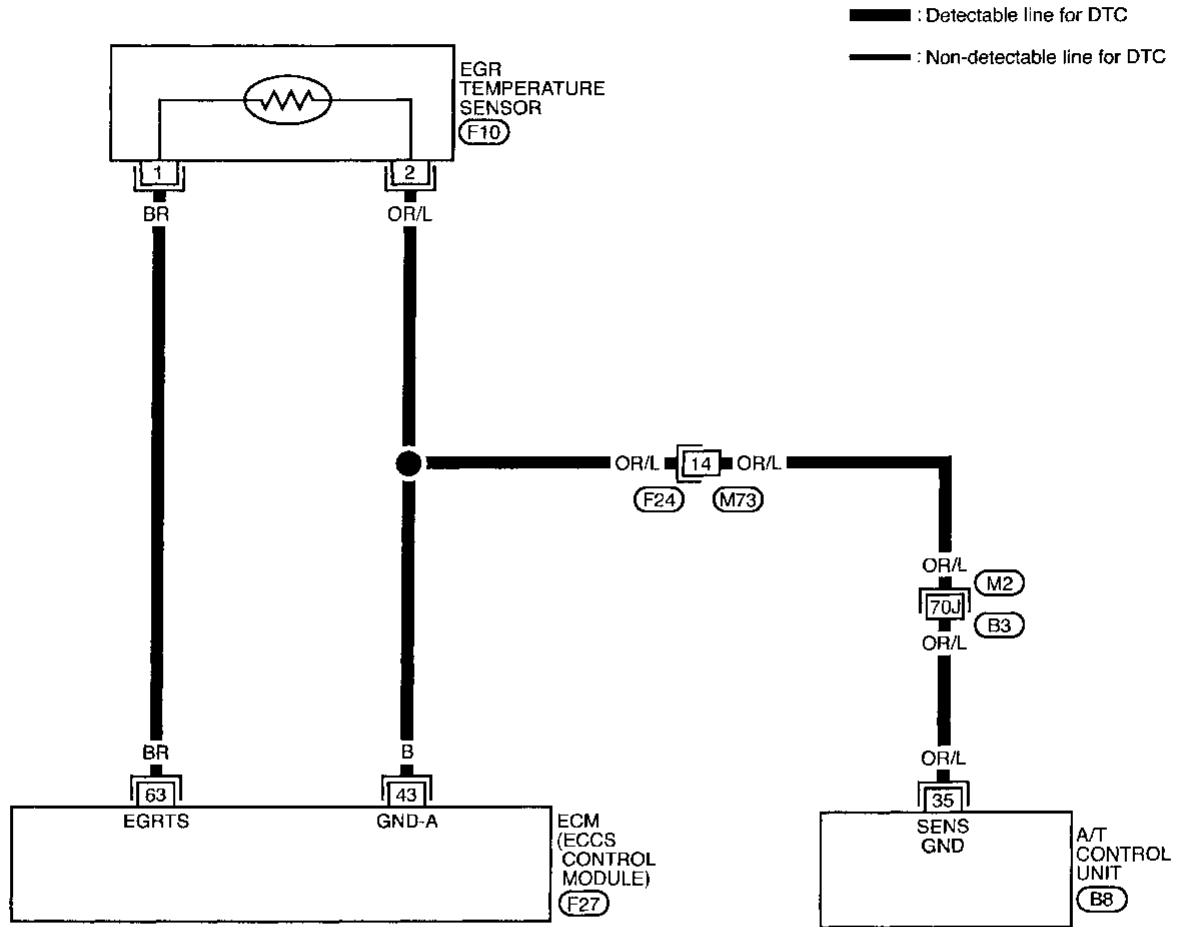 : Detectable line for DTC
: Non-detectable line for DTC
EGR
TEMPERATURE
SENSOR
F10
1
2
BR
OR/L
OR/L
14
OR/L
F24
M73
OR/L
M2
70J
B3
OR/L
BR
B
OR/L
63
43
35
EGRTS
GND-A
SENS
GND
ECM
(ECCS
CONTROL
MODULE)
F27
A/T
CONTROL
UNIT
B8